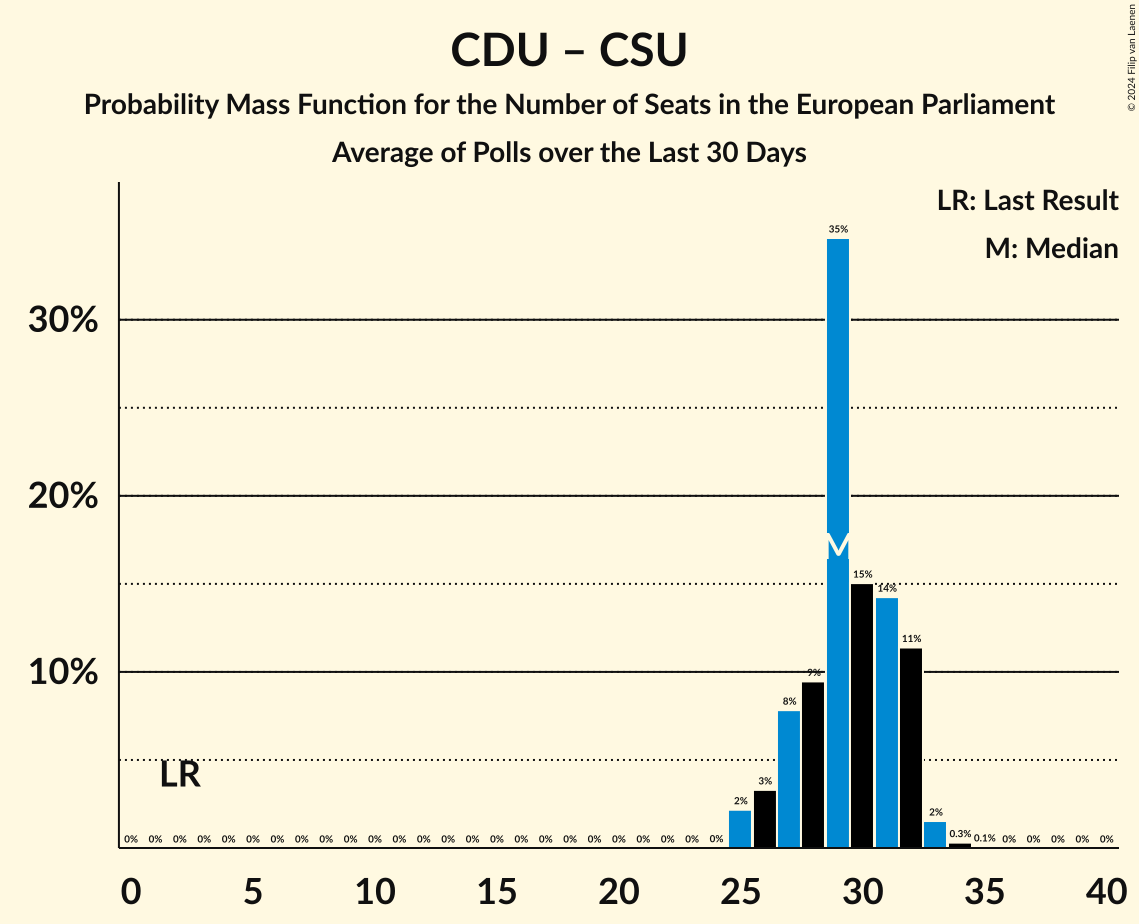 CDU – CSU
Probability Mass Function for the Number of Seats in the European Parliament
Average of Polls over the Last 30 Days
© 2024 Filip van Laenen
LR: Last Result
M: Median
35%
30%
20%
M
15%
14%
11%
10%
9%
8%
LR
3%
2%
2%
0.3%
0% 0% 0% 0% 0% 0% 0% 0% 0% 0% 0% 0% 0% 0% 0% 0% 0% 0% 0% 0% 0% 0% 0% 0% 0% 0.1% 0% 0% 0% 0% 0%
0 5 10 15 20 25 30 35 40